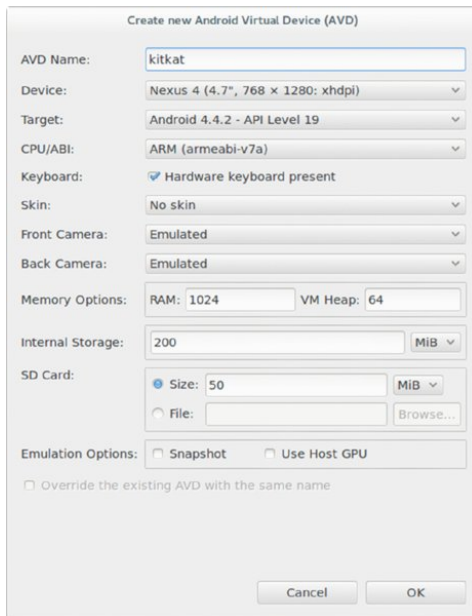 Create new Android Virtual Device (AVD)
AVD Name: kitkat
Device: Nexus 4 (4.7", 768 × 1280: xhdpi)
Target: Android 4.4.2 - API Level 19
CPU/ABI: ARM (armeabi-v7a)
Keyboard: Hardware keyboard present
Skin: No skin
Front Camera: Emulated
Back Camera: Emulated
Memory Options: RAM: 1024 VM Heap: 64
Internal Storage: 200 MiB
SD Card:
Size: 50 MiB
File: Browse...
Emulation Options: Snapshot Use Host GPU
Override the existing AVD with the same name
Cancel OK